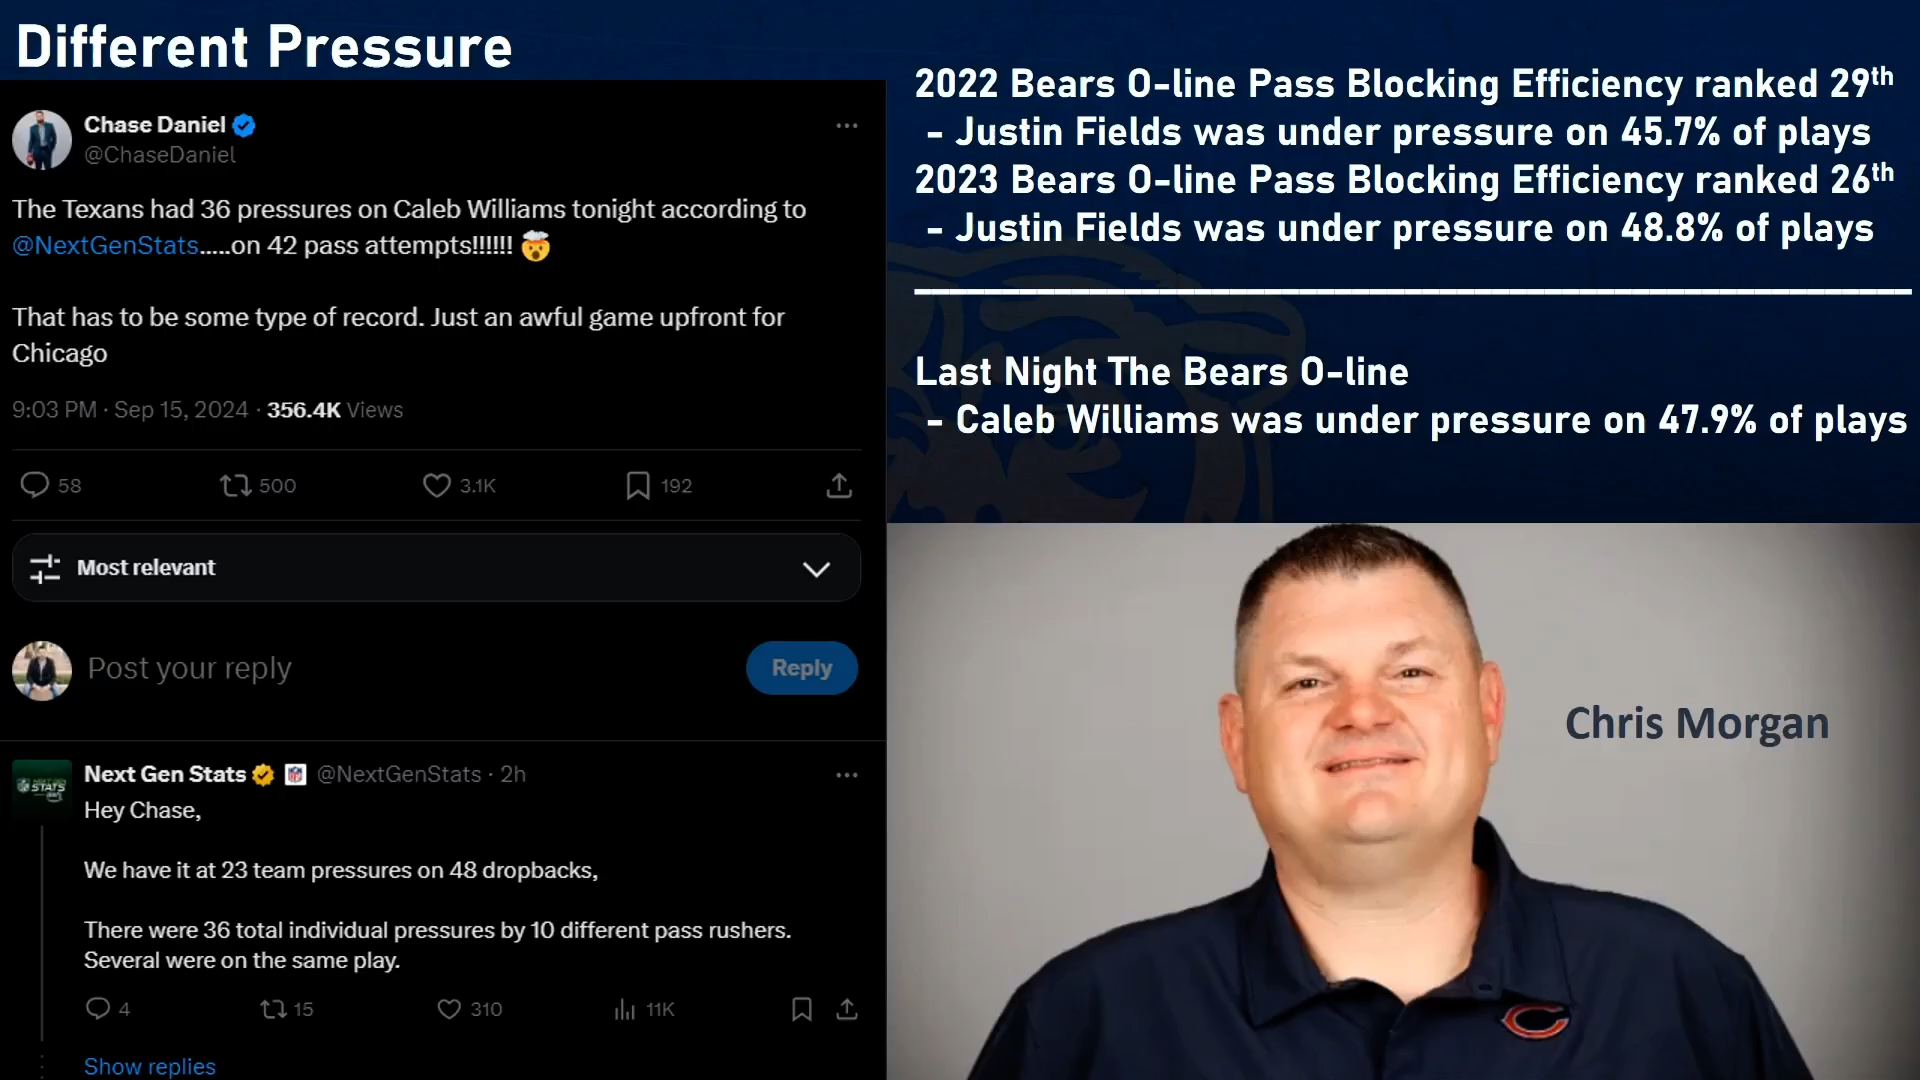 Different Pressure
Chase Daniel
@ChaseDaniel
The Texans had 36 pressures on Caleb Williams tonight according to
@NextGenStats.....on 42 pass attempts!!!!!! 🤯
That has to be some type of record. Just an awful game upfront for
Chicago
9:03 PM · Sep 15, 2024 · 356.4K Views
58 500 3.1K 192
Most relevant
Post your reply
Reply
Next Gen Stats @NextGenStats · 2h
Hey Chase,
We have it at 23 team pressures on 48 dropbacks,
There were 36 total individual pressures by 10 different pass rushers.
Several were on the same play.
4 15 310 11K
Show replies
2022 Bears O-line Pass Blocking Efficiency ranked 29th
- Justin Fields was under pressure on 45.7% of plays
2023 Bears O-line Pass Blocking Efficiency ranked 26th
- Justin Fields was under pressure on 48.8% of plays
Last Night The Bears O-line
- Caleb Williams was under pressure on 47.9% of plays
Chris Morgan